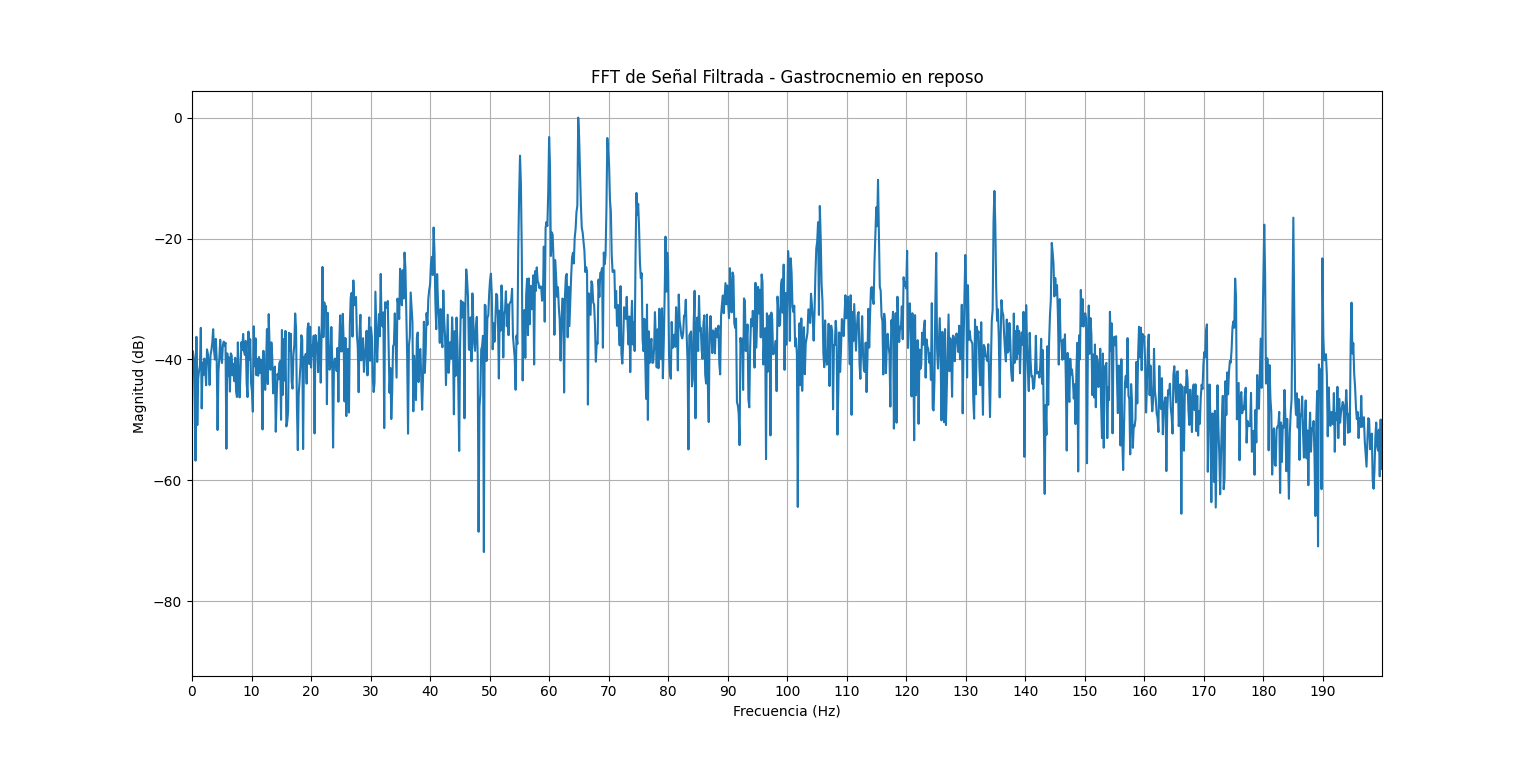 FFT de Señal Filtrada - Gastrocnemio en reposo
Magnitud (dB)
0
−20
−40
−60
−80
0 10 20 30 40 50 60 70 80 90 100 110 120 130 140 150 160 170 180 190
Frecuencia (Hz)